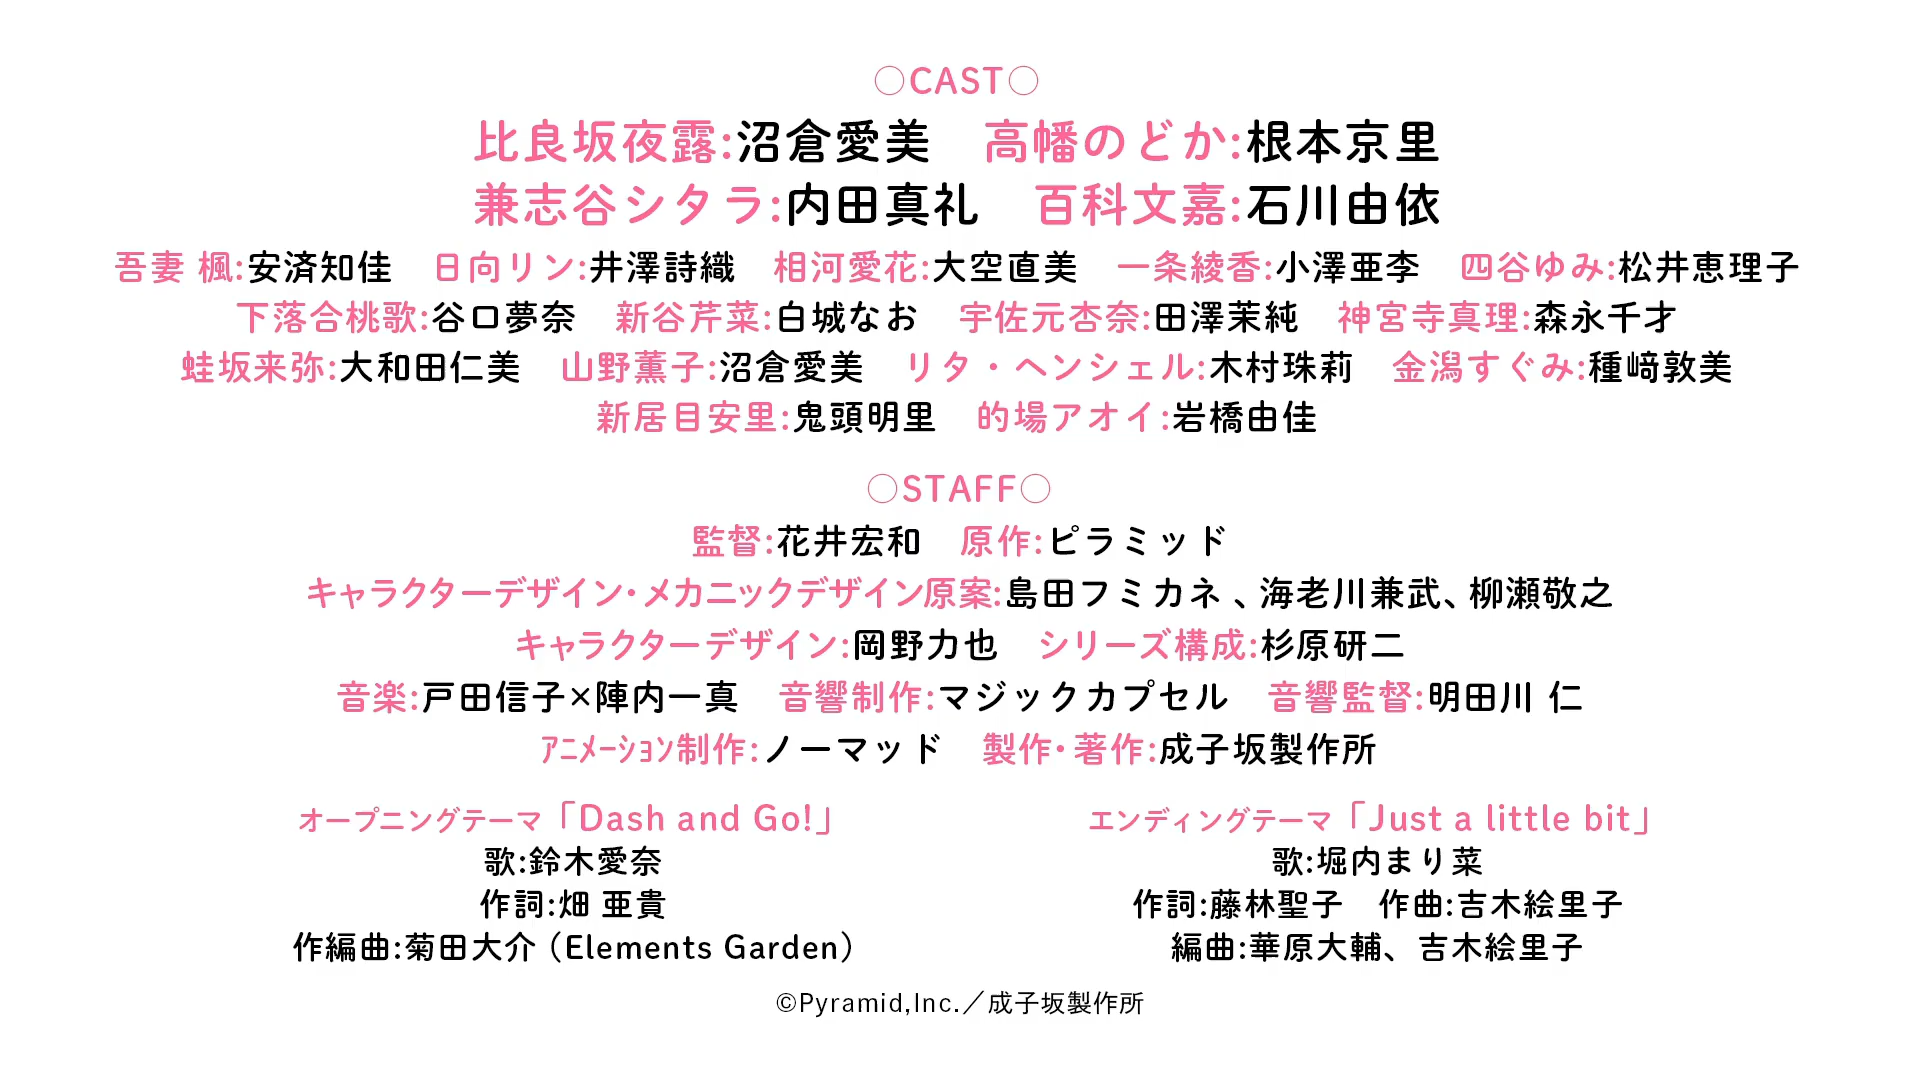 ○CAST○
比良坂夜露:沼倉愛美　高幡のどか:根本京里
兼志谷シタラ:内田真礼　百科文嘉:石川由依
吾妻 楓:安済知佳　日向リン:井澤詩織　相河愛花:大空直美　一条綾香:小澤亜李　四谷ゆみ:松井恵理子
下落合桃歌:谷口夢奈　新谷芹菜:白城なお　宇佐元杏奈:田澤茉純　神宮寺真理:森永千才
蛙坂来弥:大和田仁美　山野薫子:沼倉愛美　リタ・ヘンシェル:木村珠莉　金潟すぐみ:種﨑敦美
新居目安里:鬼頭明里　的場アオイ:岩橋由佳
○STAFF○
監督:花井宏和　原作:ピラミッド
キャラクターデザイン・メカニックデザイン原案:島田フミカネ 、海老川兼武、柳瀬敬之
キャラクターデザイン:岡野力也　シリーズ構成:杉原研二
音楽:戸田信子×陣内一真　音響制作:マジックカプセル　音響監督:明田川 仁
ｱﾆﾒｰｼｮﾝ制作:ノーマッド　製作・著作:成子坂製作所
オープニングテーマ「Dash and Go!」
歌:鈴木愛奈
作詞:畑 亜貴
作編曲:菊田大介（Elements Garden）
エンディングテーマ「Just a little bit」
歌:堀内まり菜
作詞:藤林聖子　作曲:吉木絵里子
編曲:華原大輔、吉木絵里子
©Pyramid,Inc.／成子坂製作所